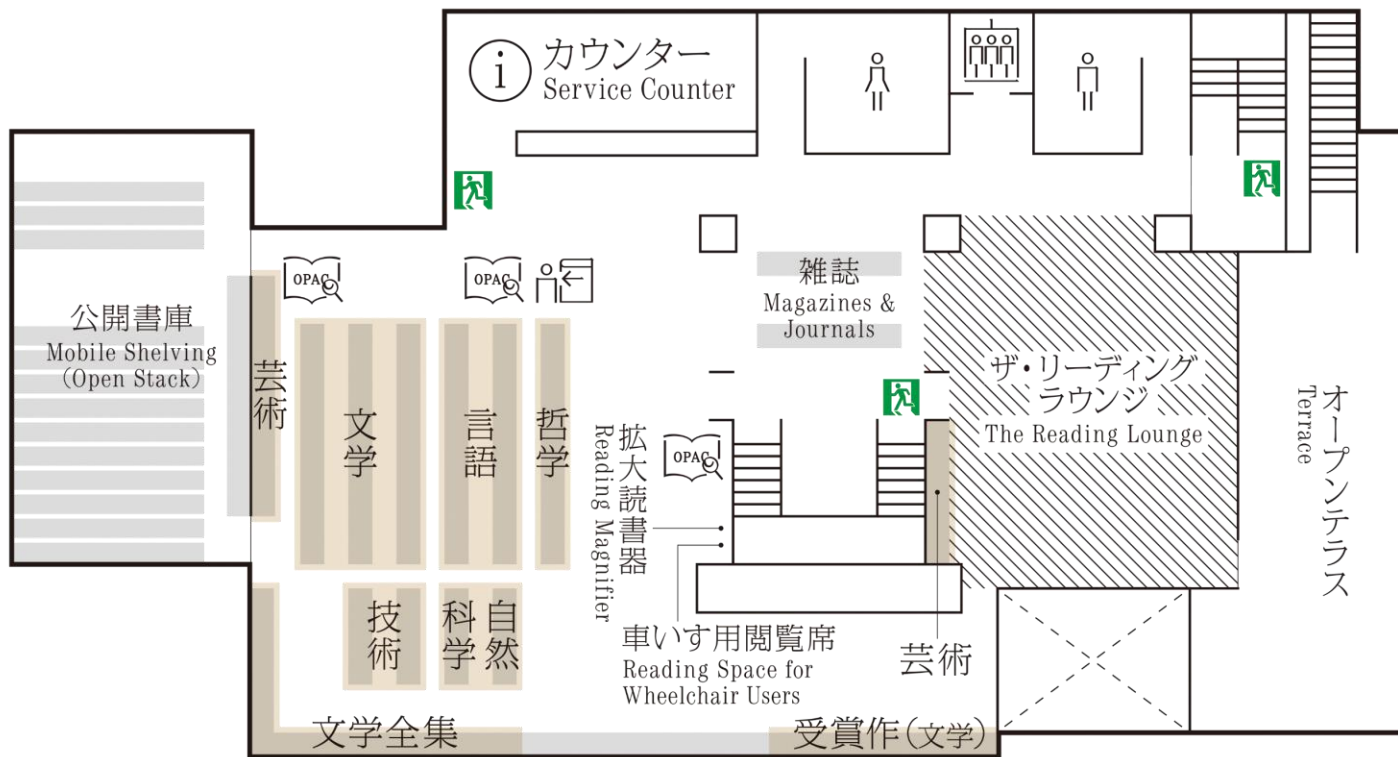 i
カウンター
Service Counter
OPAC
OPAC
雑誌
Magazines &
Journals
公開書庫
Mobile Shelving
(Open Stack)
芸術
文学
言語
哲学
拡大読書器
Reading Magnifier
OPAC
ザ・リーディング
ラウンジ
The Reading Lounge
オープンテラス
Terrace
技術
自然
科学
車いす用閲覧席
Reading Space for
Wheelchair Users
芸術
文学全集
受賞作(文学)